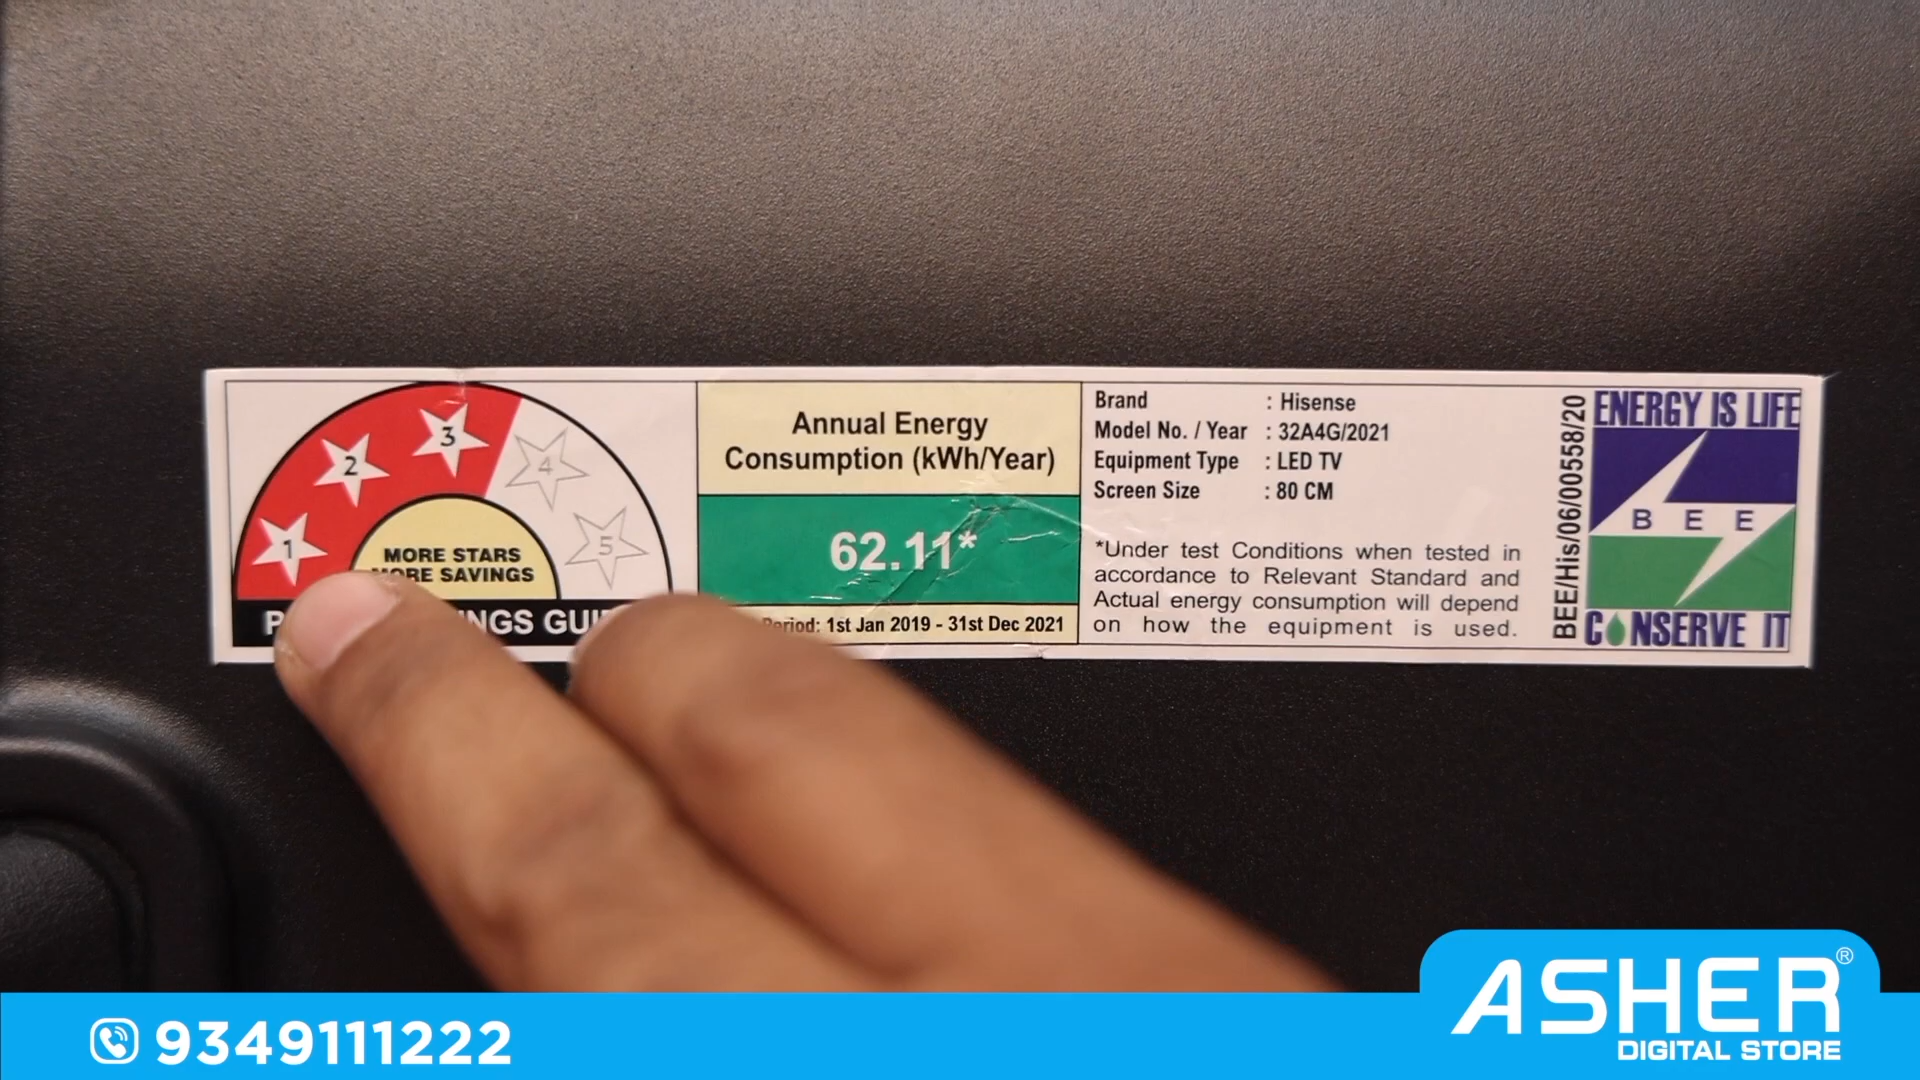 1
2
3
4
5
MORE STARS
MORE SAVINGS
Annual Energy
Consumption (kWh/Year)
62.11*
Period: 1st Jan 2019 - 31st Dec 2021
Brand : Hisense
Model No. / Year : 32A4G/2021
Equipment Type : LED TV
Screen Size : 80 CM
*Under test Conditions when tested in
accordance to Relevant Standard and
Actual energy consumption will depend
on how the equipment is used.
BEE/His/06/00558/20
ENERGY IS LIFE
BEE
CONSERVE IT
9349111222
ASHER®
DIGITAL STORE